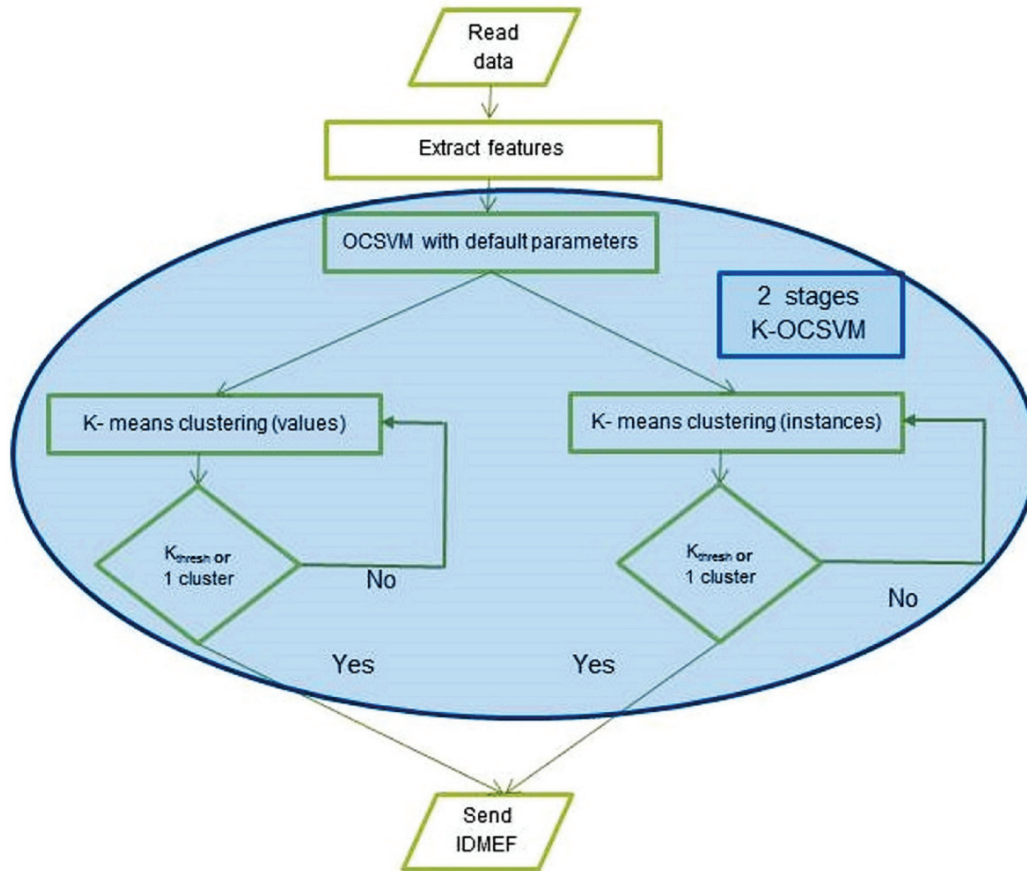 Read
data
Extract features
OCSVM with default parameters
2 stages
K-OCSVM
K- means clustering (values)
K- means clustering (instances)
Kthresh or
1 cluster
No
Kthresh or
1 cluster
No
Yes
Yes
Send
IDMEF